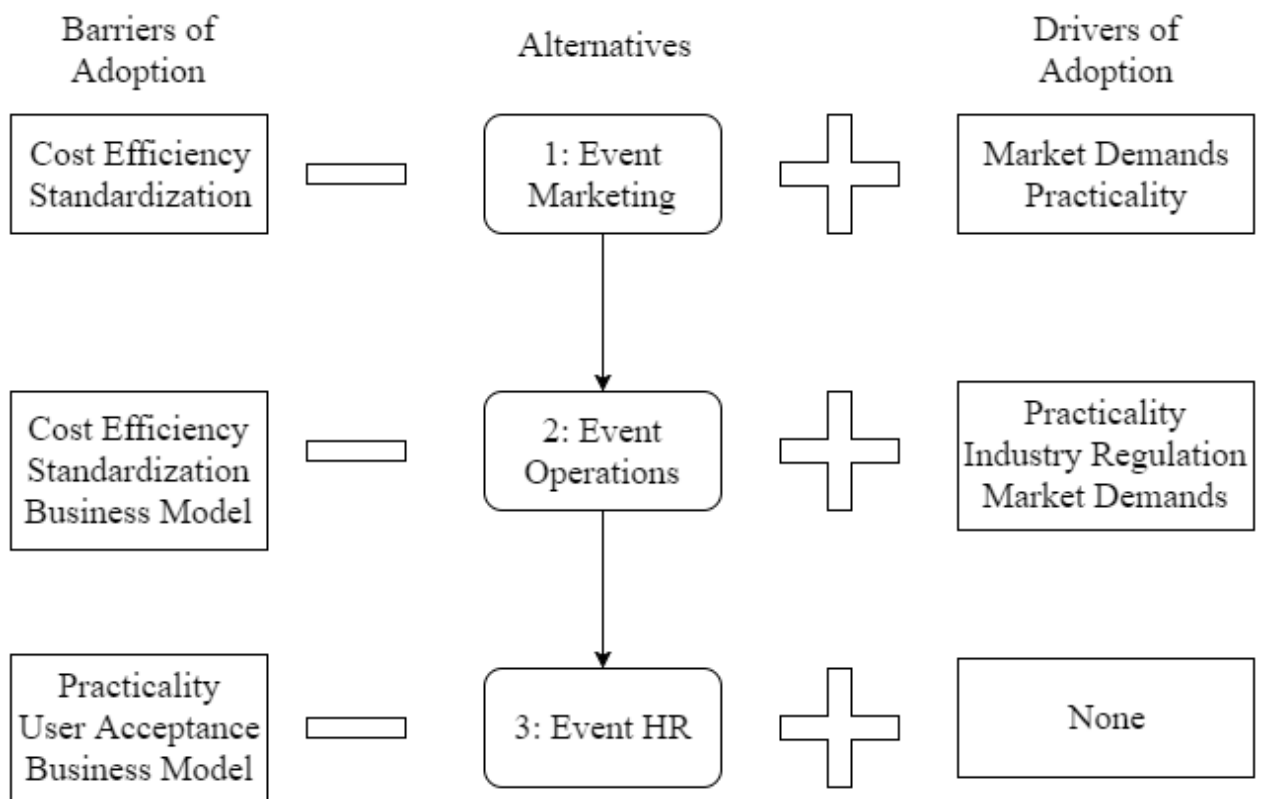 Barriers of
Adoption
Alternatives
Drivers of
Adoption
Cost Efficiency
Standardization
1: Event
Marketing
Market Demands
Practicality
Cost Efficiency
Standardization
Business Model
2: Event
Operations
Practicality
Industry Regulation
Market Demands
Practicality
User Acceptance
Business Model
3: Event HR
None